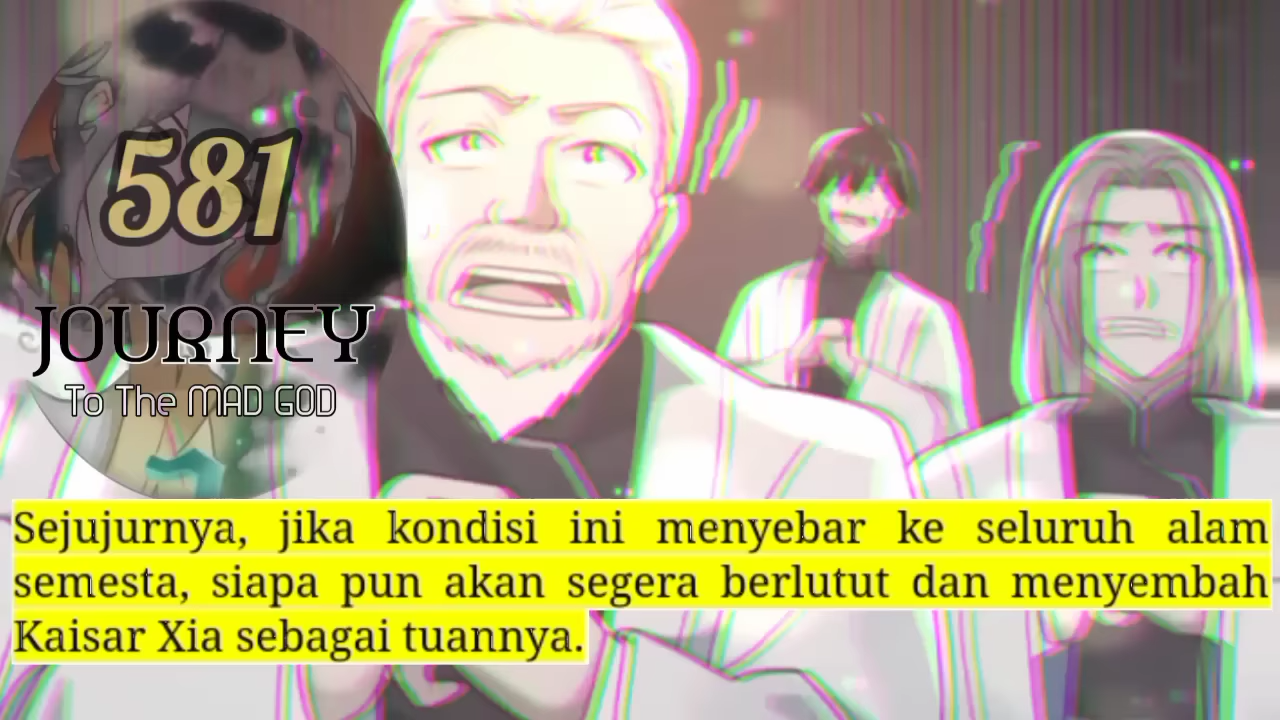 581
JOURNEY
To The MAD GOD
Sejujurnya, jika kondisi ini menyebar ke seluruh alam
semesta, siapa pun akan segera berlutut dan menyembah
Kaisar Xia sebagai tuannya.